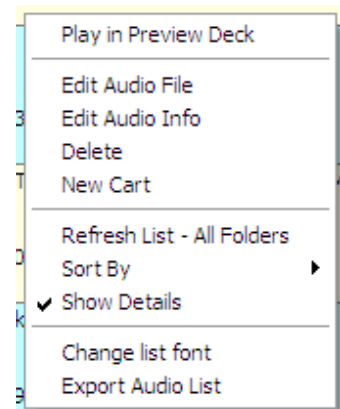 Play in Preview Deck
Edit Audio File
Edit Audio Info
Delete
New Cart
Refresh List - All Folders
Sort By
Show Details
Change list font
Export Audio List